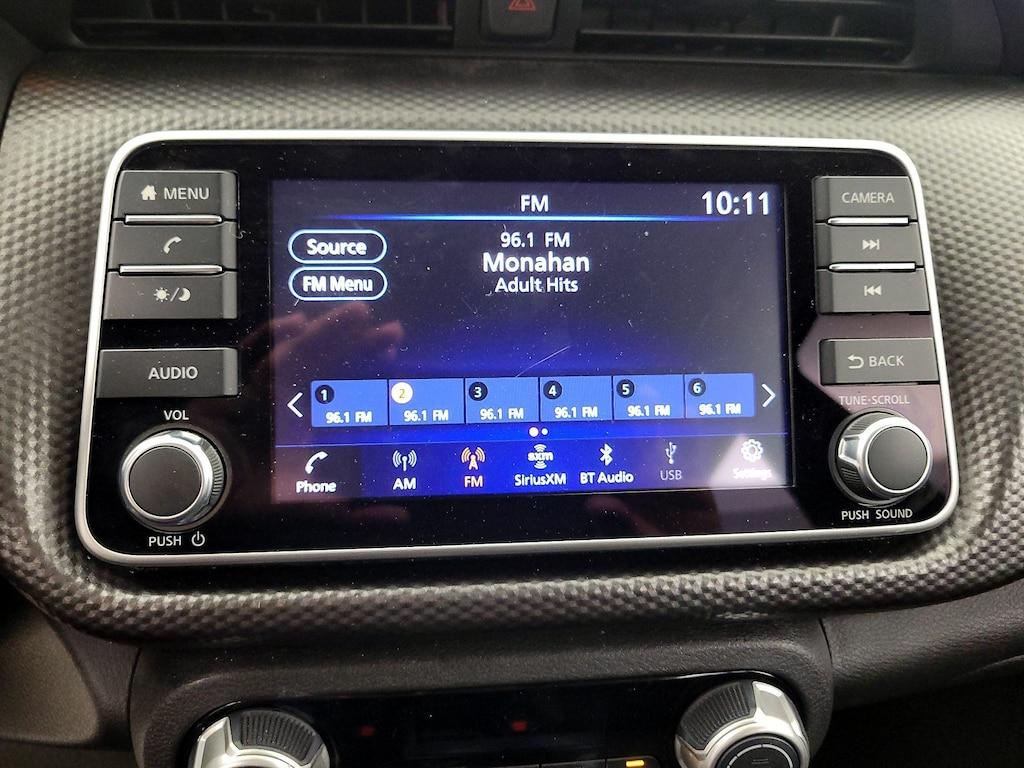 MENU
AUDIO
VOL
PUSH
FM
10:11
Source
FM Menu
96.1 FM
Monahan
Adult Hits
1
96.1 FM
2
96.1 FM
3
96.1 FM
4
96.1 FM
5
96.1 FM
6
96.1 FM
Phone
AM
FM
sxm
SiriusXM
BT Audio
USB
Settings
CAMERA
BACK
TUNE·SCROLL
PUSH SOUND